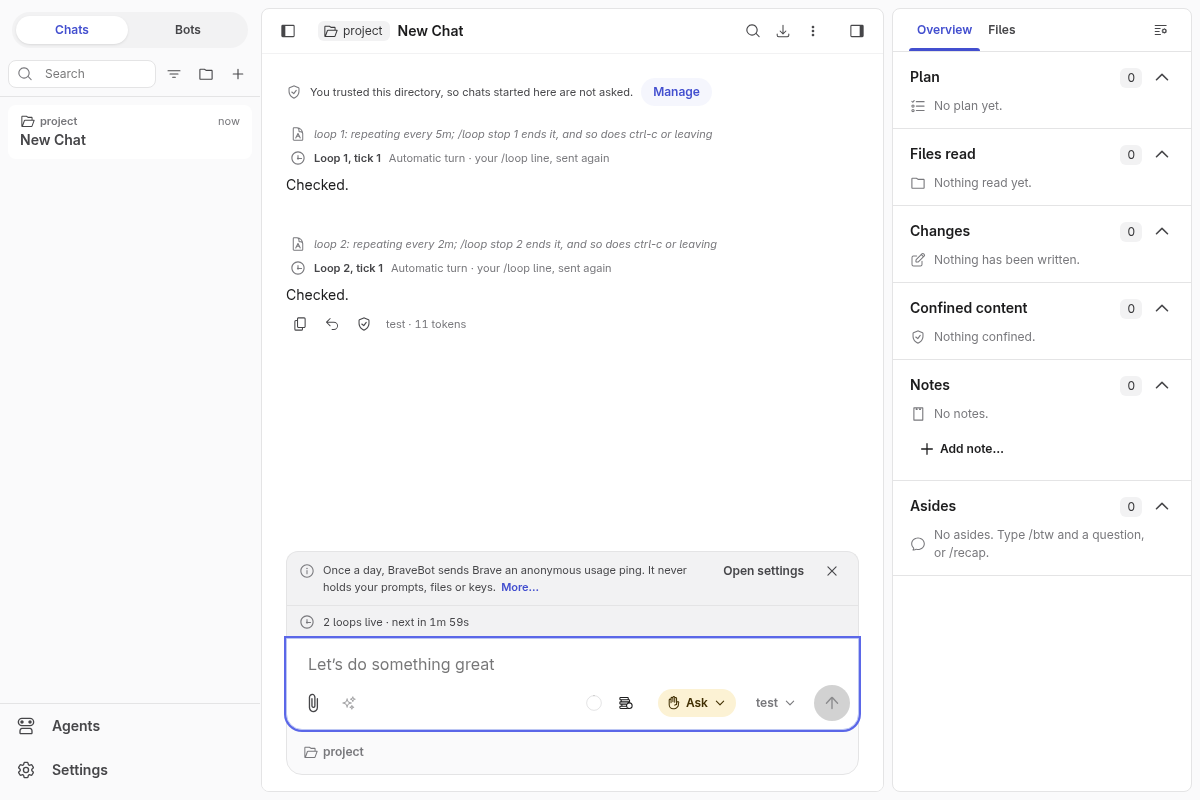 Chats
Bots
Search
project
now
New Chat
Agents
Settings
project
New Chat
You trusted this directory, so chats started here are not asked.
Manage
loop 1: repeating every 5m; /loop stop 1 ends it, and so does ctrl-c or leaving
Loop 1, tick 1 Automatic turn · your /loop line, sent again
Checked.
loop 2: repeating every 2m; /loop stop 2 ends it, and so does ctrl-c or leaving
Loop 2, tick 1 Automatic turn · your /loop line, sent again
Checked.
test · 11 tokens
Once a day, BraveBot sends Brave an anonymous usage ping. It never
holds your prompts, files or keys. More...
Open settings
2 loops live · next in 1m 59s
Let's do something great
Ask
test
project
Overview
Files
Plan
0
No plan yet.
Files read
0
Nothing read yet.
Changes
0
Nothing has been written.
Confined content
0
Nothing confined.
Notes
0
No notes.
Add note...
Asides
0
No asides. Type /btw and a question,
or /recap.